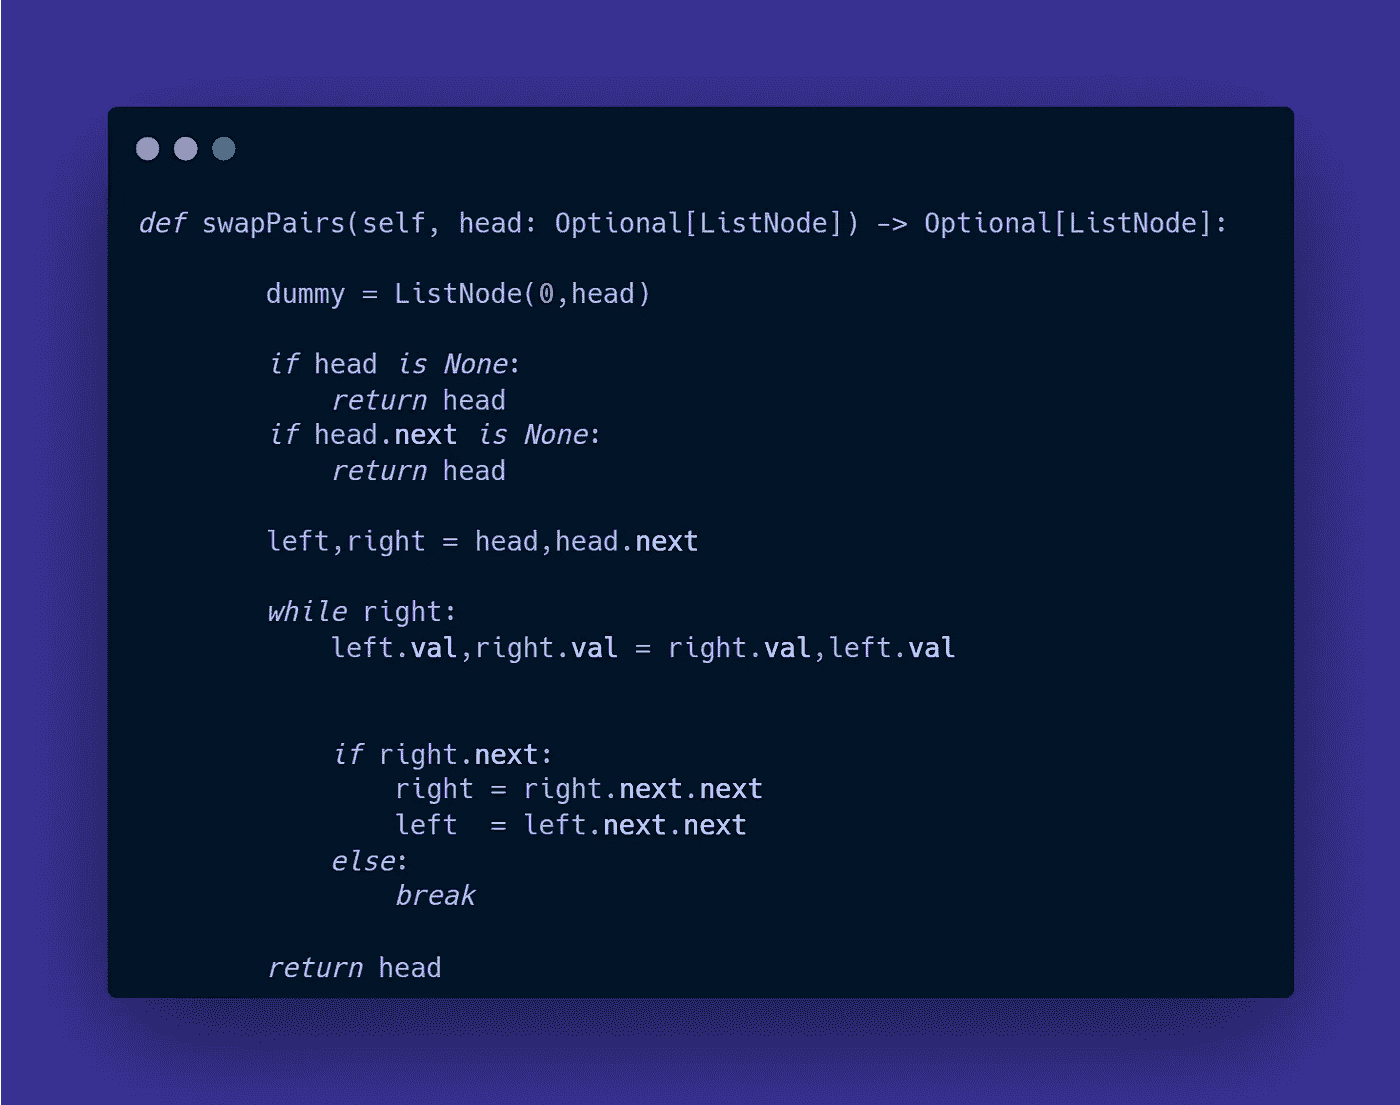 def swapPairs(self, head: Optional[ListNode]) -> Optional[ListNode]:
dummy = ListNode(0,head)
if head is None:
return head
if head.next is None:
return head
left,right = head,head.next
while right:
left.val,right.val = right.val,left.val
if right.next:
right = right.next.next
left  = left.next.next
else:
break
return head